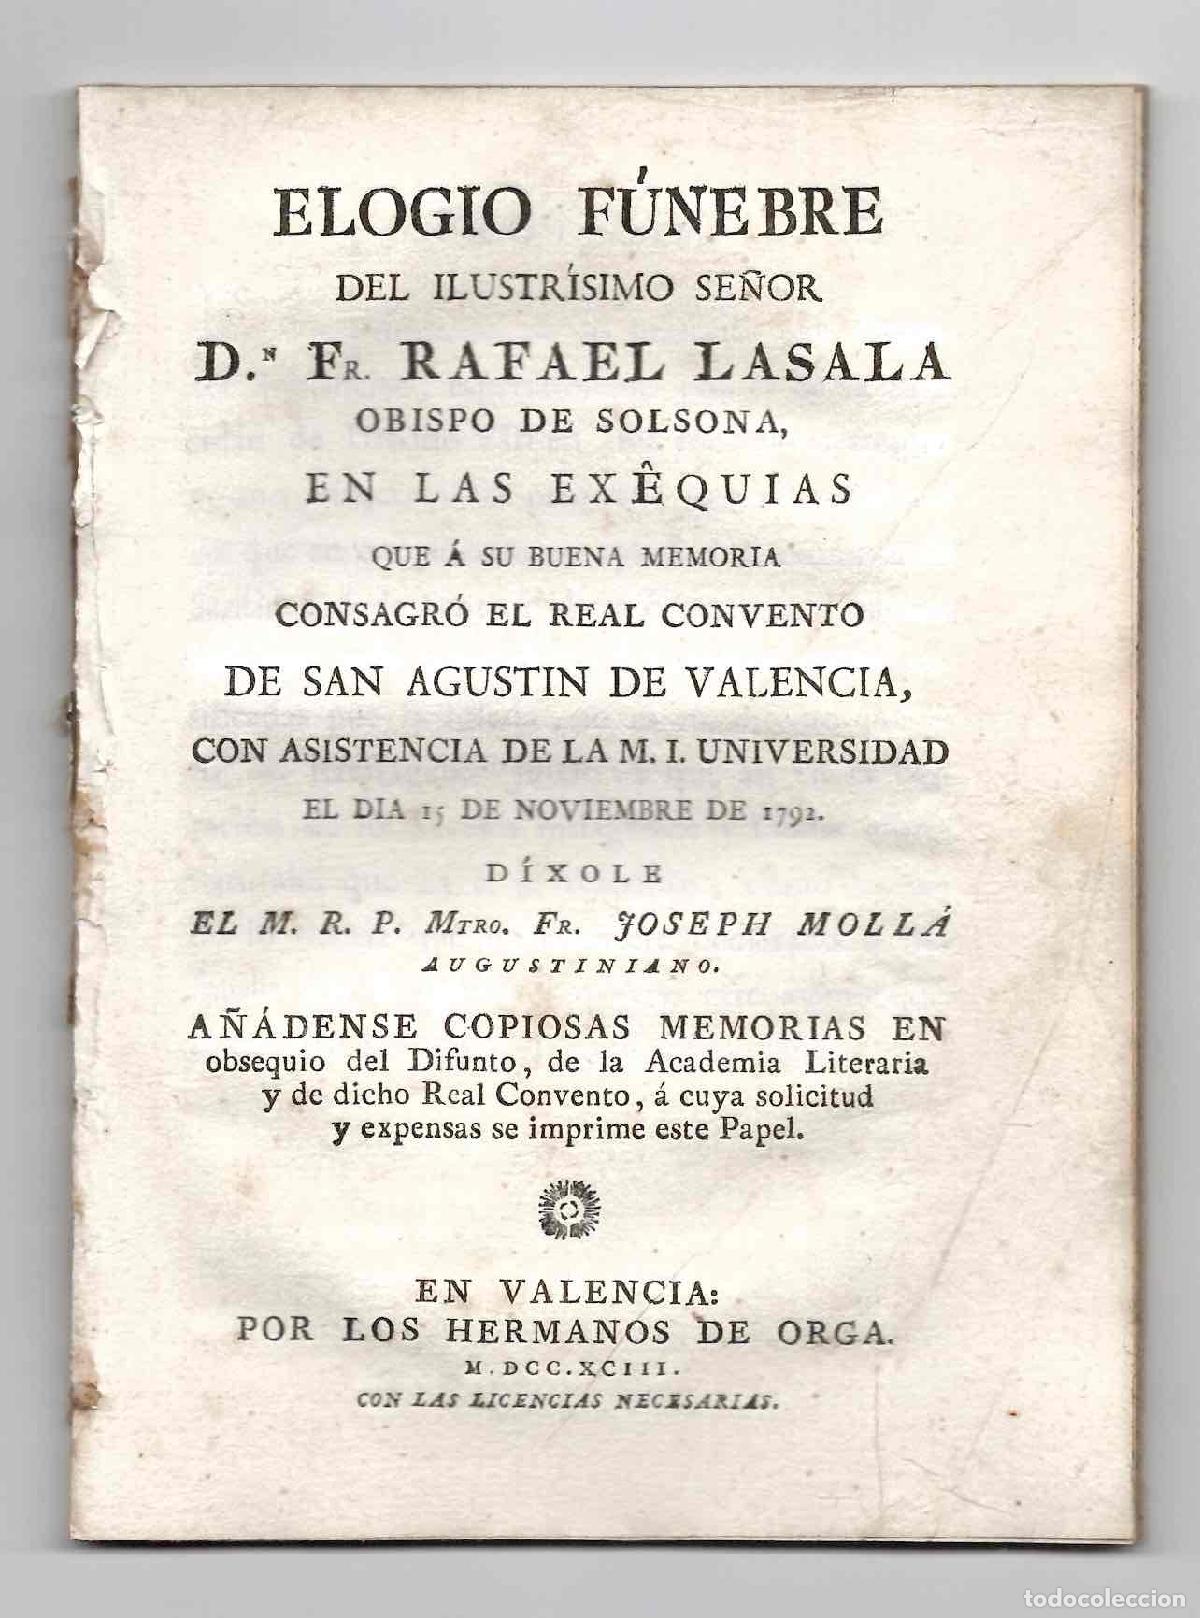 ELOGIO FÚNEBRE
DEL ILUSTRÍSIMO SEÑOR
D.ᴺ FR. RAFAEL LASALA
OBISPO DE SOLSONA,
EN LAS EXÊQUIAS
QUE Á SU BUENA MEMORIA
CONSAGRÓ EL REAL CONVENTO
DE SAN AGUSTIN DE VALENCIA,
CON ASISTENCIA DE LA M. I. UNIVERSIDAD
EL DIA 15 DE NOVIEMBRE DE 1792.
DÍXOLE
EL M. R. P. MTRO. FR. JOSEPH MOLLÁ
AUGUSTINIANO.
AÑÁDENSE COPIOSAS MEMORIAS EN
obsequio del Difunto, de la Academia Literaria
y de dicho Real Convento, á cuya solicitud
y expensas se imprime este Papel.
EN VALENCIA:
POR LOS HERMANOS DE ORGA.
M.DCC.XCIII.
CON LAS LICENCIAS NECESARIAS.
todocoleccion